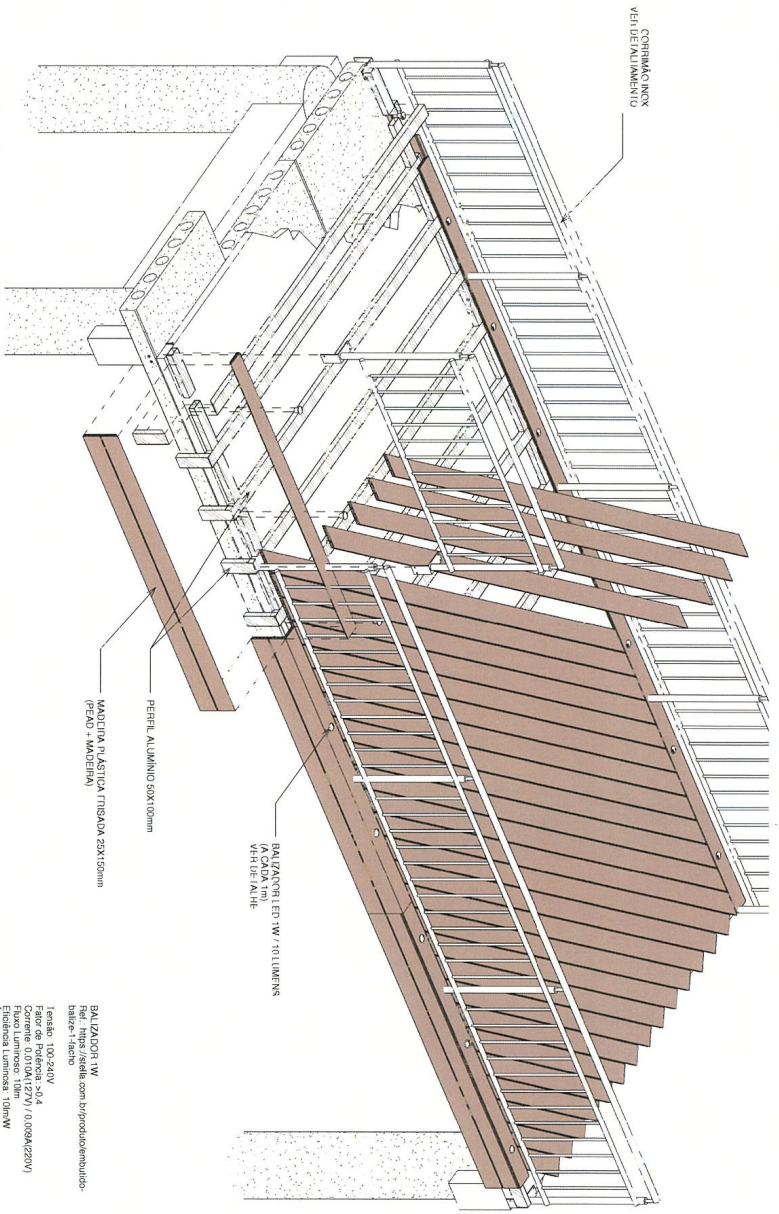 CORRIMÃO INOX
VER DETALHAMENTO
BALIZADOR LED 1W / 10 LUMENS
(A CADA 1m)
VER DETALHE
PERFIL ALUMÍNIO 50X100mm
MADEIRA PLÁSTICA FRISADA 25X150mm
(PEAD + MADEIRA)
BALIZADOR 1W
Ref.: https://stella.com.br/produto/embutido-
balize-1-facho
Tensão: 100-240V
Fator de Potência: >0.4
Corrente: 0.010A(127V) / 0.009A(220V)
Fluxo Luminoso: 10lm
Eficiência Luminosa: 10lm/W